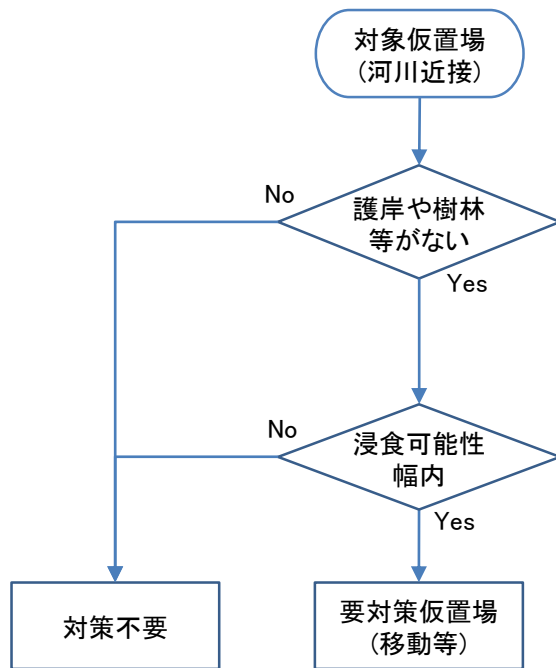 対象仮置場
(河川近接)
No
護岸や樹林
等がない
Yes
No
浸食可能性
幅内
Yes
対策不要
要対策仮置場
(移動等)